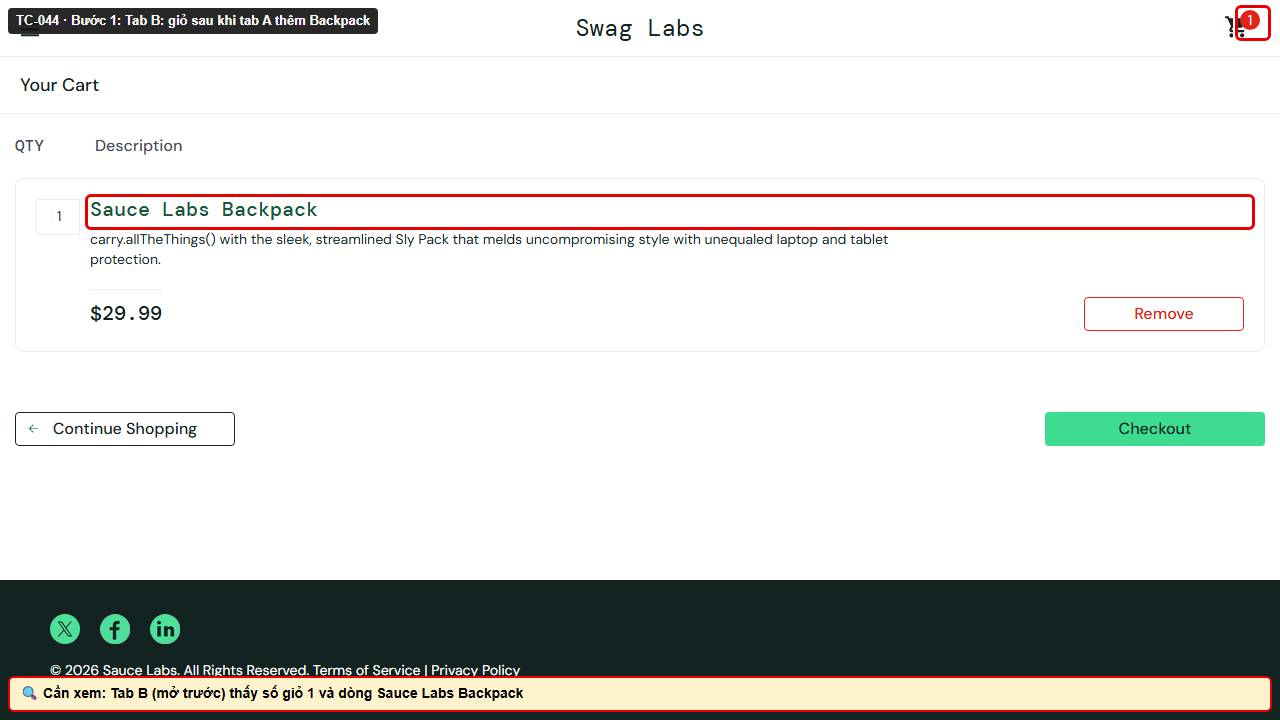 TC-044 · Bước 1: Tab B: giỏ sau khi tab A thêm Backpack
Swag Labs
1
Your Cart
QTY
Description
1
Sauce Labs Backpack
carry.allTheThings() with the sleek, streamlined Sly Pack that melds uncompromising style with unequaled laptop and tablet
protection.
$29.99
Remove
Continue Shopping
Checkout
© 2026 Sauce Labs. All Rights Reserved. Terms of Service | Privacy Policy
Cần xem: Tab B (mở trước) thấy số giỏ 1 và dòng Sauce Labs Backpack